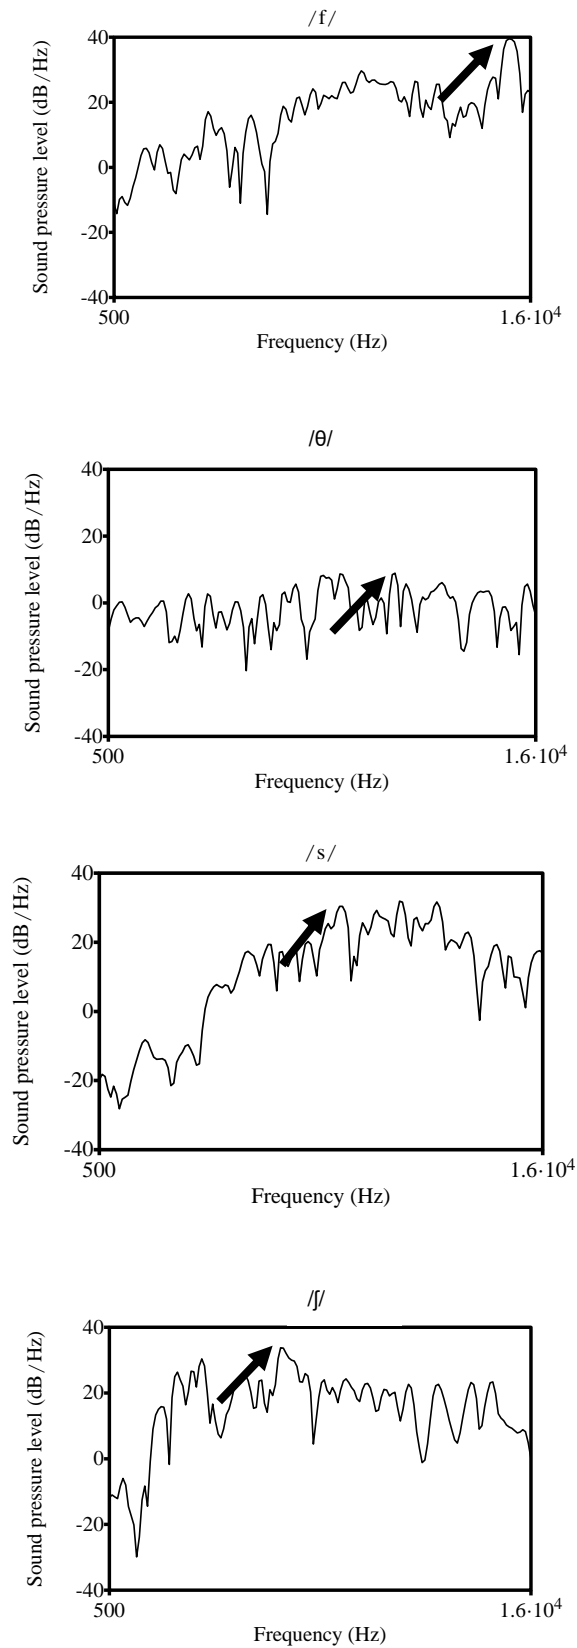 /f/
Sound pressure level (dB/Hz)
40
20
0
-20
-40
500
1.6·10⁴
Frequency (Hz)
/θ/
Sound pressure level (dB/Hz)
40
20
0
-20
-40
500
1.6·10⁴
Frequency (Hz)
/s/
Sound pressure level (dB/Hz)
40
20
0
-20
-40
500
1.6·10⁴
Frequency (Hz)
/ʃ/
Sound pressure level (dB/Hz)
40
20
0
-20
-40
500
1.6·10⁴
Frequency (Hz)